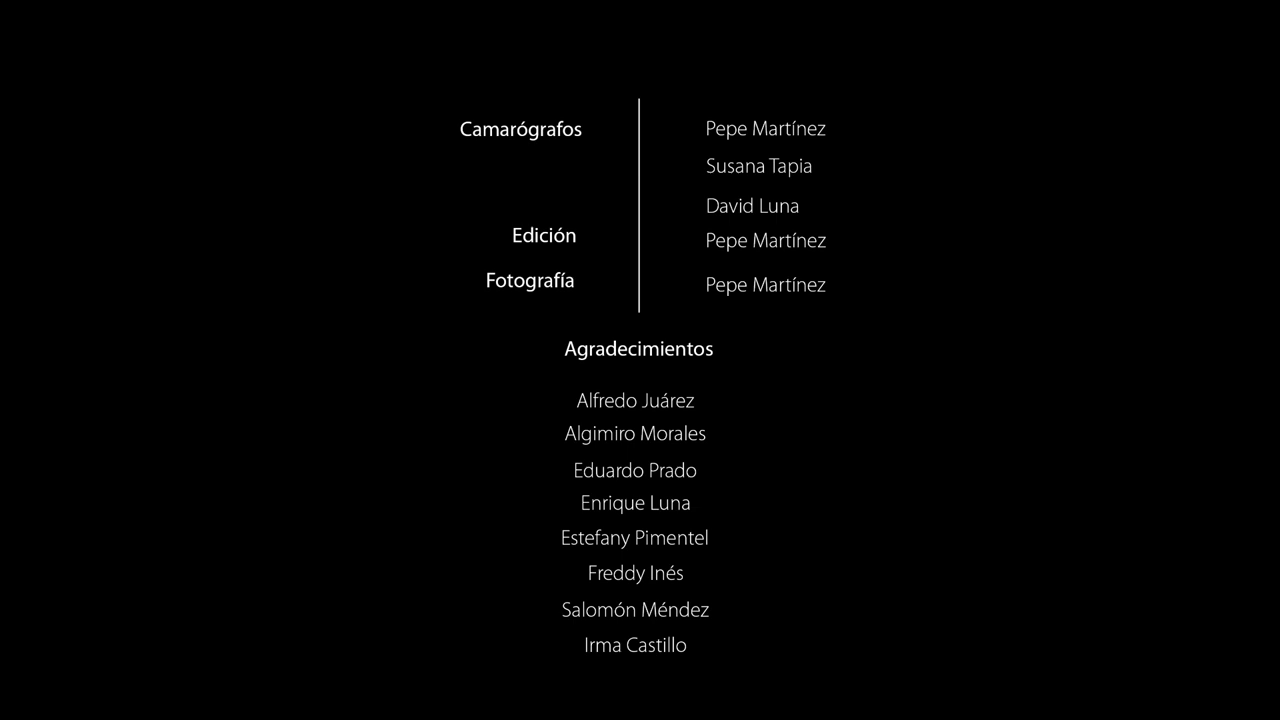 Camarógrafos Pepe Martínez
Susana Tapia
David Luna
Edición Pepe Martínez
Fotografía Pepe Martínez
Agradecimientos
Alfredo Juárez
Algimiro Morales
Eduardo Prado
Enrique Luna
Estefany Pimentel
Freddy Inés
Salomón Méndez
Irma Castillo